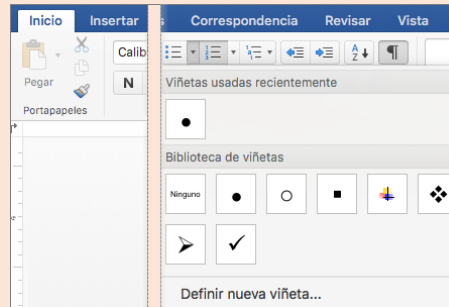 Inicio Insertar s Correspondencia Revisar Vista
Calib
Pegar N
Portapapeles
Viñetas usadas recientemente
Biblioteca de viñetas
Ninguno
Definir nueva viñeta...